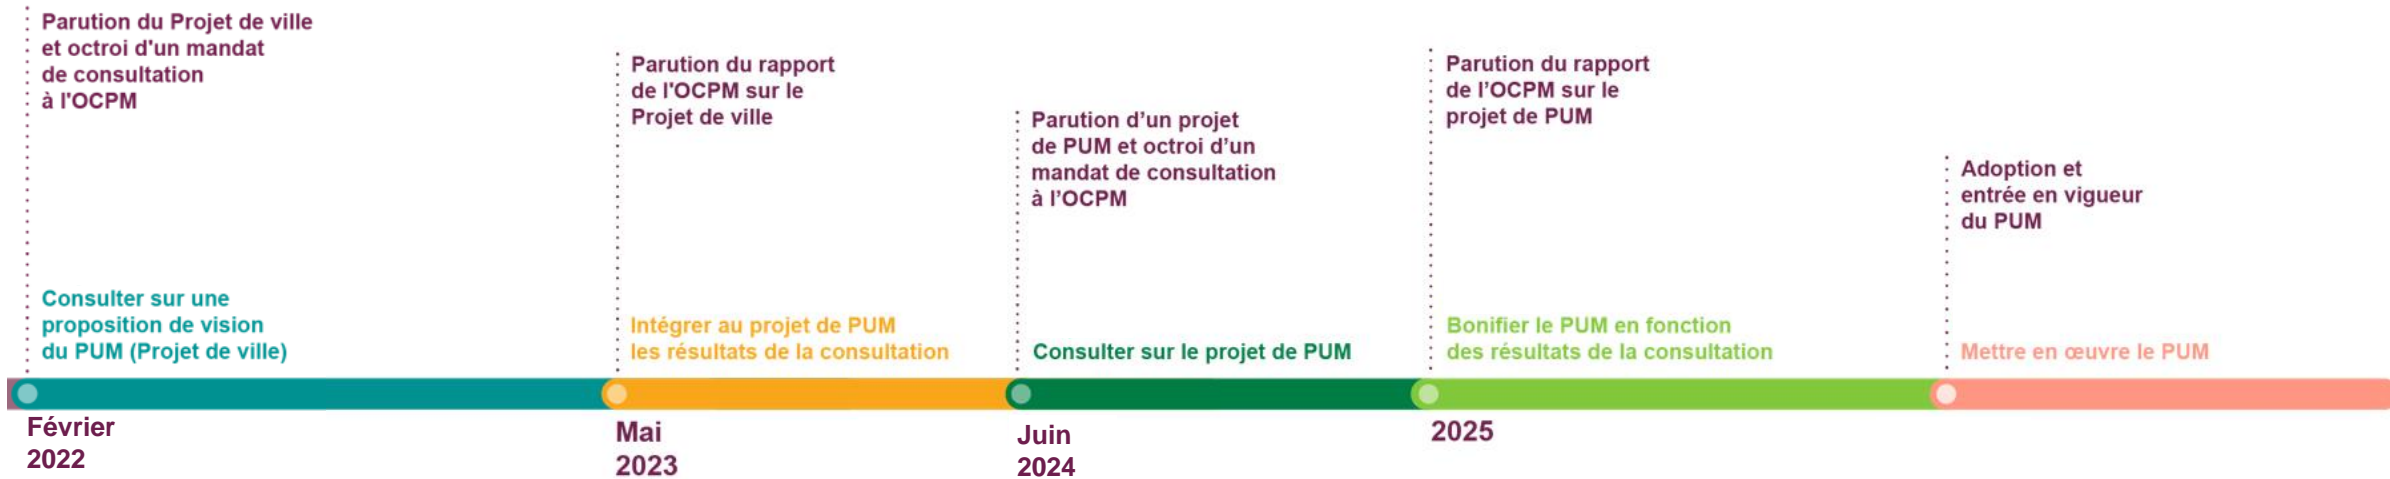 Parution du Projet de ville
et octroi d'un mandat
de consultation
à l'OCPM
Consulter sur une
proposition de vision
du PUM (Projet de ville)
Février
2022
Parution du rapport
de l'OCPM sur le
Projet de ville
Intégrer au projet de PUM
les résultats de la consultation
Mai
2023
Parution d’un projet
de PUM et octroi d’un
mandat de consultation
à l’OCPM
Consulter sur le projet de PUM
Juin
2024
Parution du rapport
de l’OCPM sur le
projet de PUM
Bonifier le PUM en fonction
des résultats de la consultation
2025
Adoption et
entrée en vigueur
du PUM
Mettre en œuvre le PUM